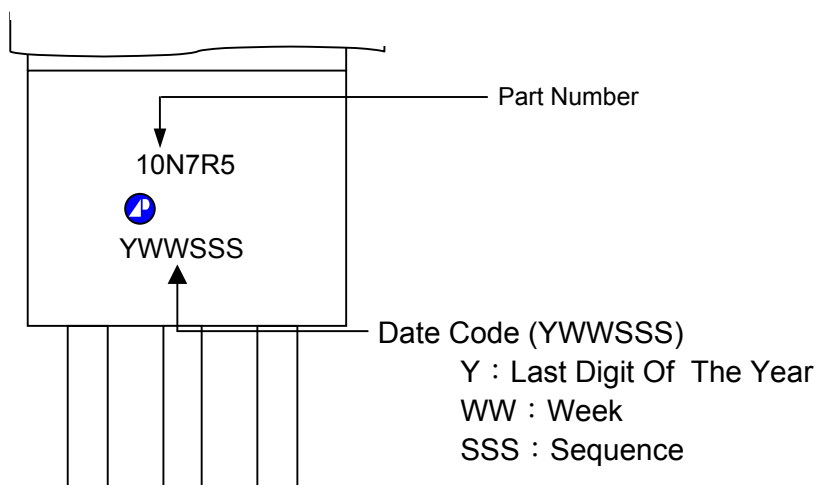 Part Number
10N7R5
YWWSSS
Date Code (YWWSSS)
Y：Last Digit Of The Year
WW：Week
SSS：Sequence